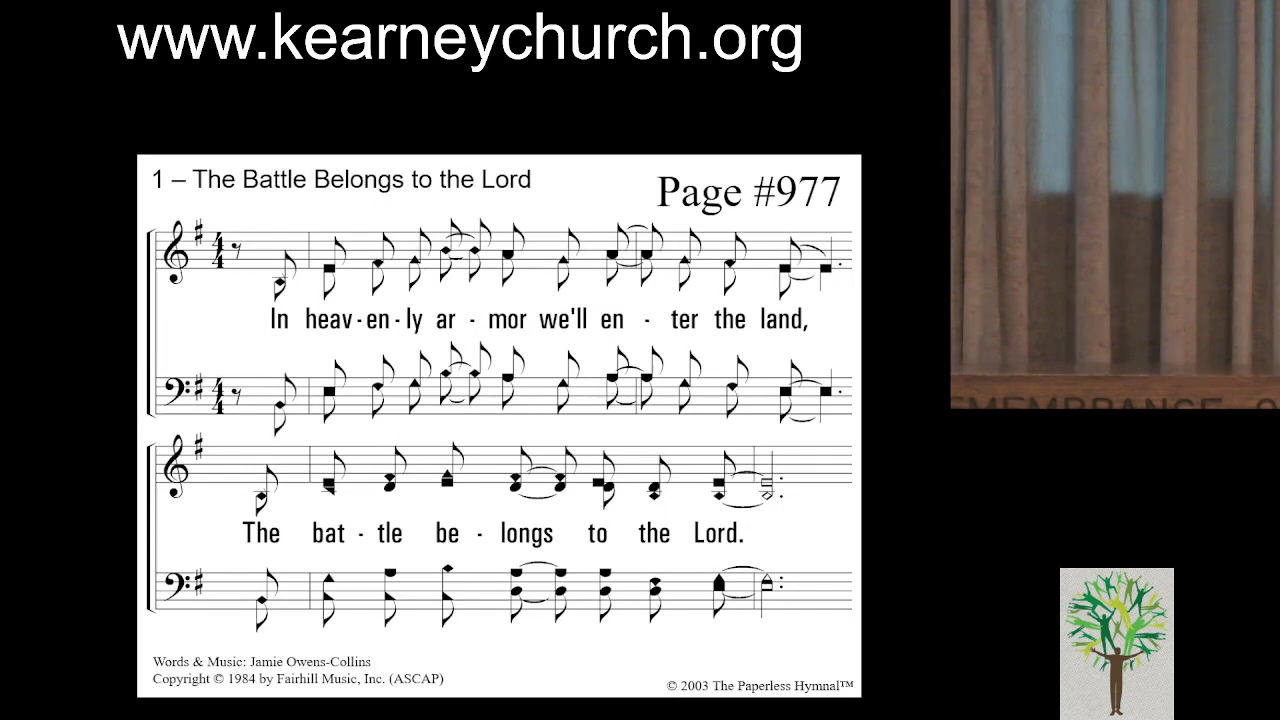 www.kearneychurch.org
1 – The Battle Belongs to the Lord
Page #977
In heav-en-ly ar - mor we'll en - ter the land,
The bat - tle be - longs to the Lord.
Words & Music: Jamie Owens-Collins
Copyright © 1984 by Fairhill Music, Inc. (ASCAP)
© 2003 The Paperless Hymnal™